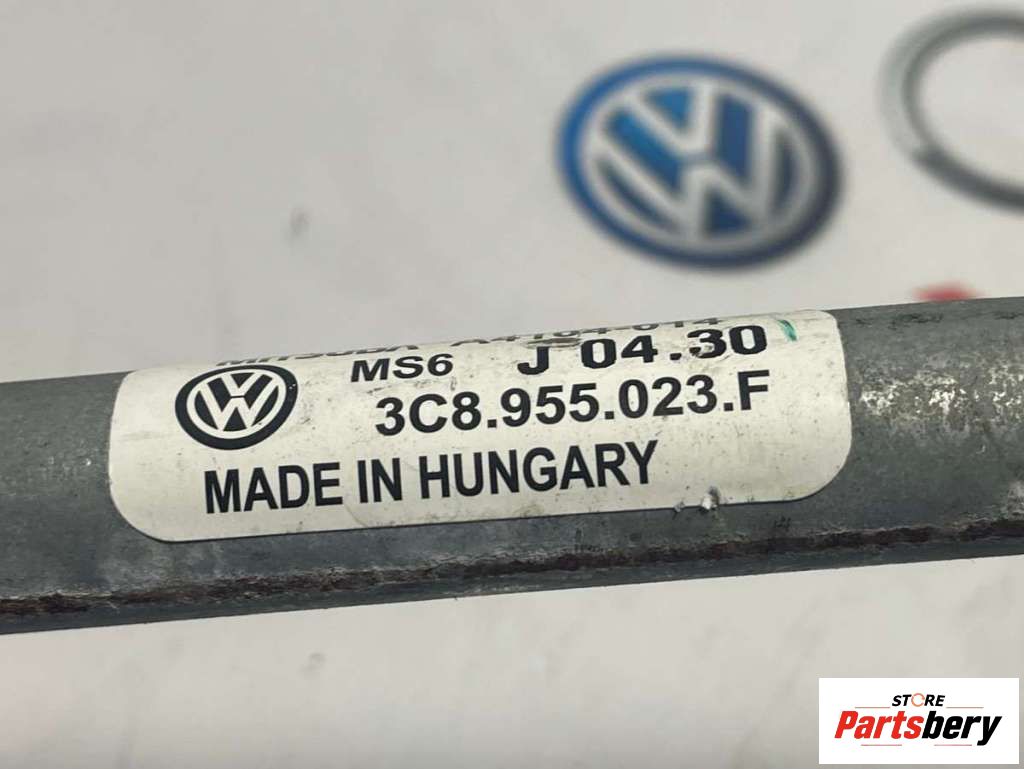 MS6 J 04.30
3C8.955.023.F
MADE IN HUNGARY
STORE
Partsbery